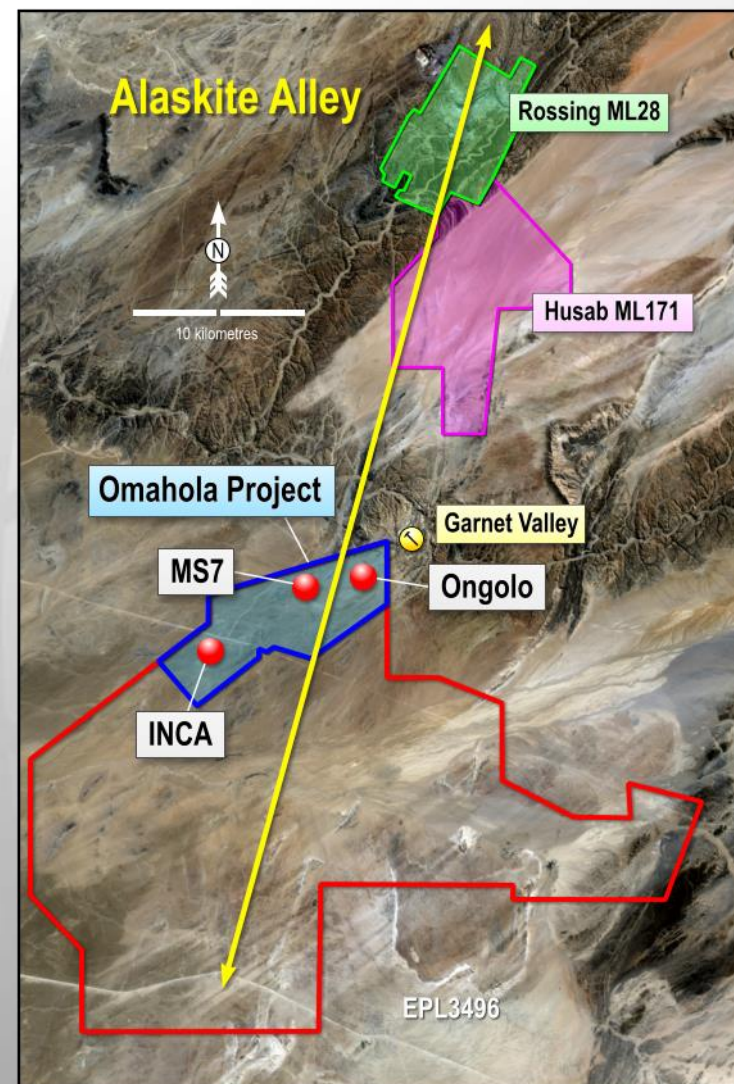 Alaskite Alley
Rossing ML28
N
10 kilometres
Husab ML171
Omahola Project
Garnet Valley
MS7
Ongolo
INCA
EPL3496